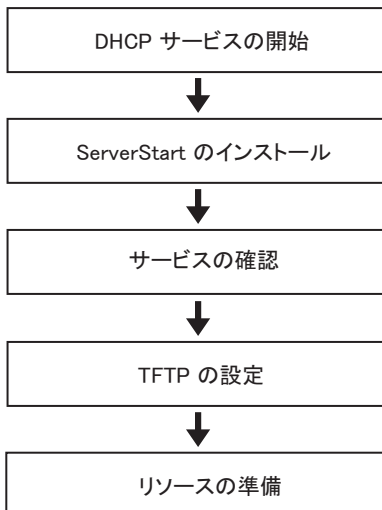 DHCP サービスの開始
ServerStart のインストール
サービスの確認
TFTP の設定
リソースの準備